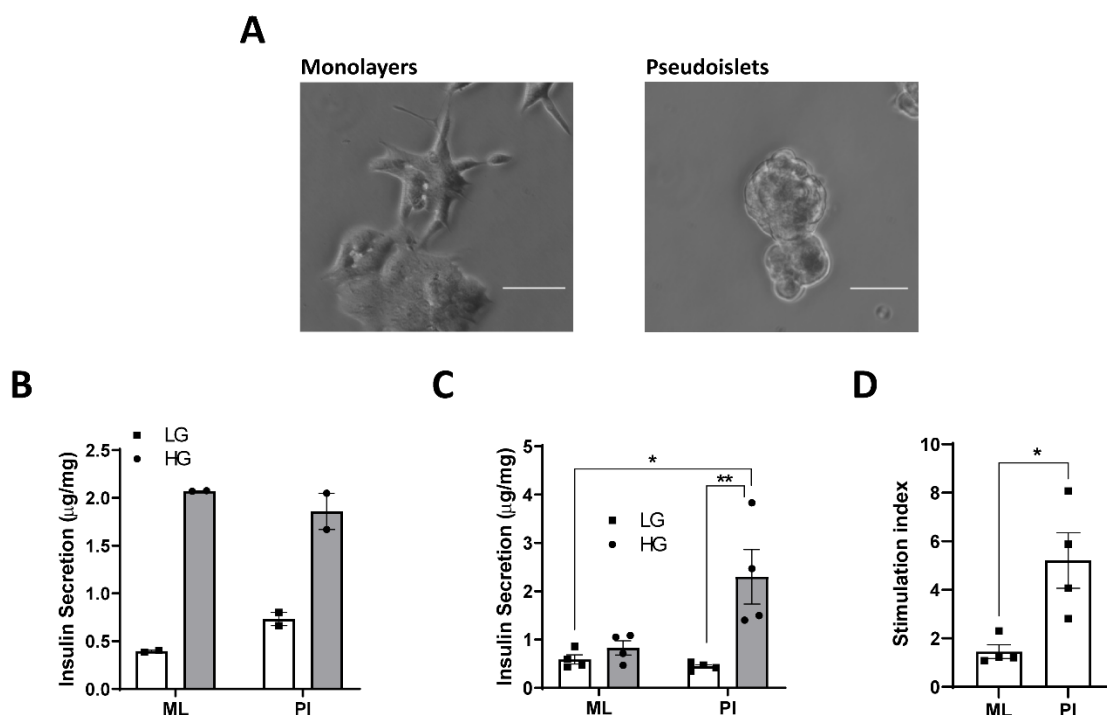 A
Monolayers
Pseudoislets
B
LG
HG
Insulin Secretion (µg/mg)
2.5
2.0
1.5
1.0
0.5
0.0
ML
PI
C
*
**
LG
HG
Insulin Secretion (µg/mg)
5
4
3
2
1
0
ML
PI
D
*
Stimulation index
10
8
6
4
2
0
ML
PI